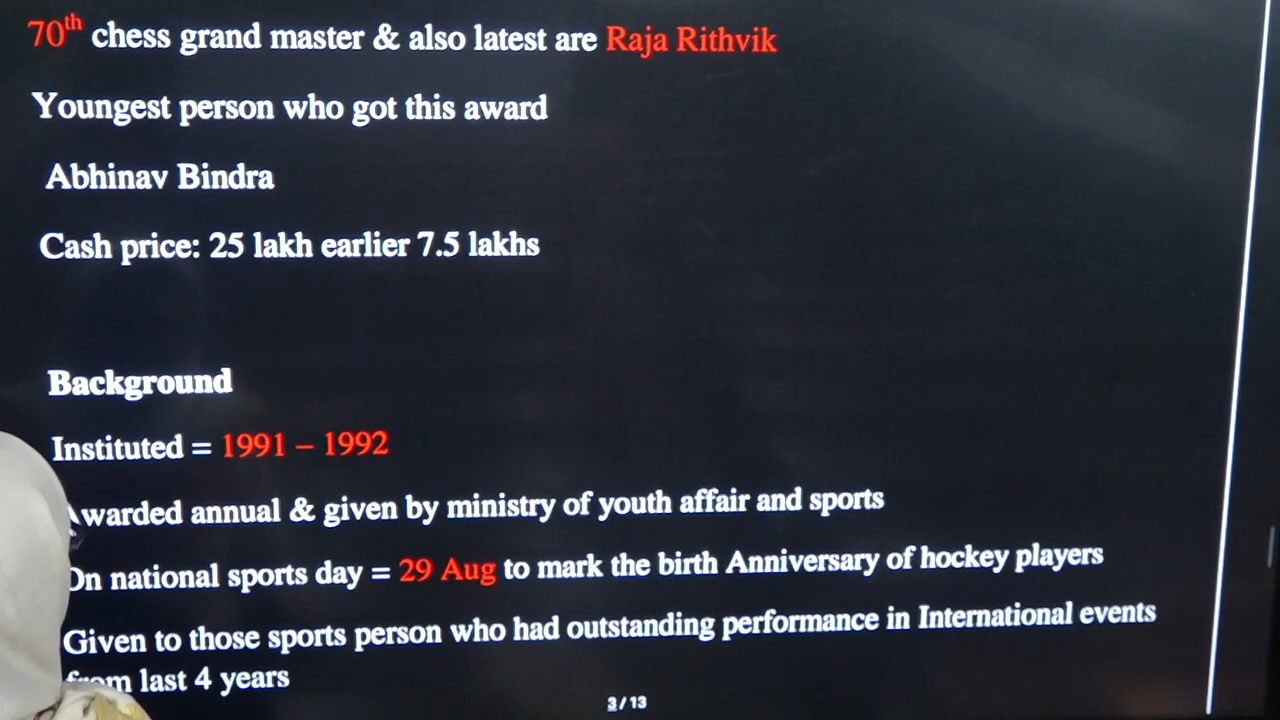 70th chess grand master & also latest are Raja Rithvik
Youngest person who got this award
Abhinav Bindra
Cash price: 25 lakh earlier 7.5 lakhs
Background
Instituted = 1991 – 1992
Awarded annual & given by ministry of youth affair and sports
On national sports day = 29 Aug to mark the birth Anniversary of hockey players
Given to those sports person who had outstanding performance in International events
from last 4 years
3 / 13